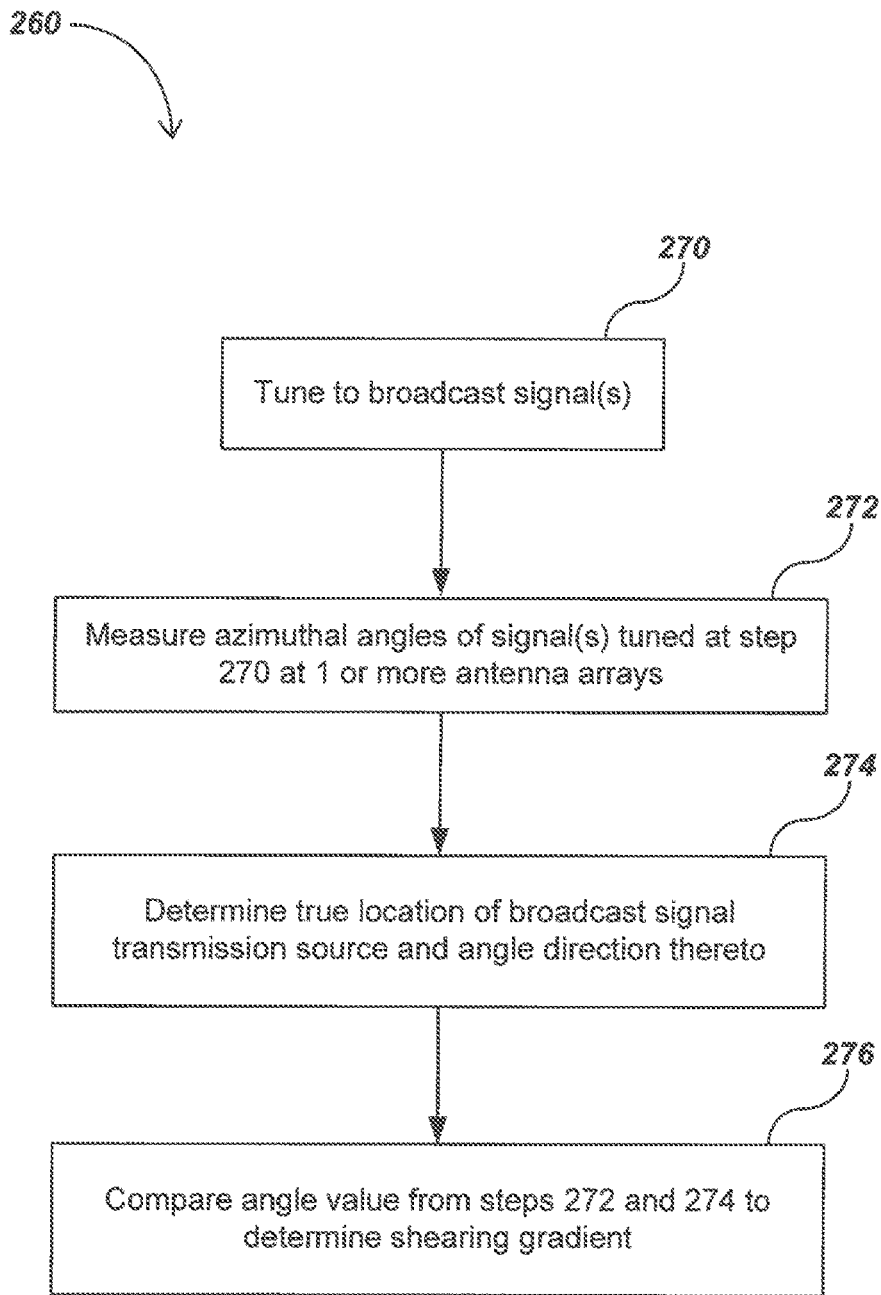 260
270
Tune to broadcast signal(s)
272
Measure azimuthal angles of signal(s) tuned at step
270 at 1 or more antenna arrays
274
Determine true location of broadcast signal
transmission source and angle direction thereto
276
Compare angle value from steps 272 and 274 to
determine shearing gradient